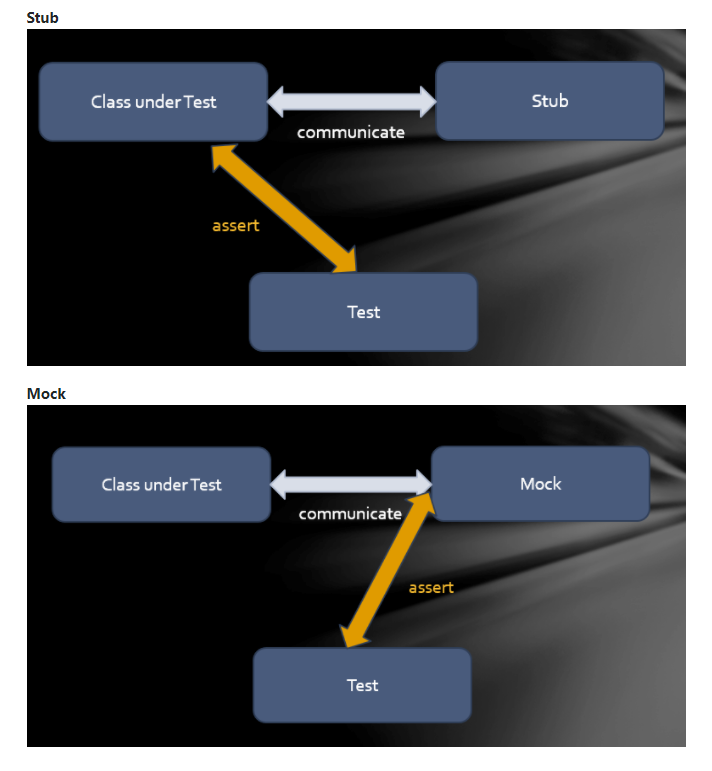 Stub
Class under Test
Stub
communicate
assert
Test
Mock
Class under Test
Mock
communicate
assert
Test